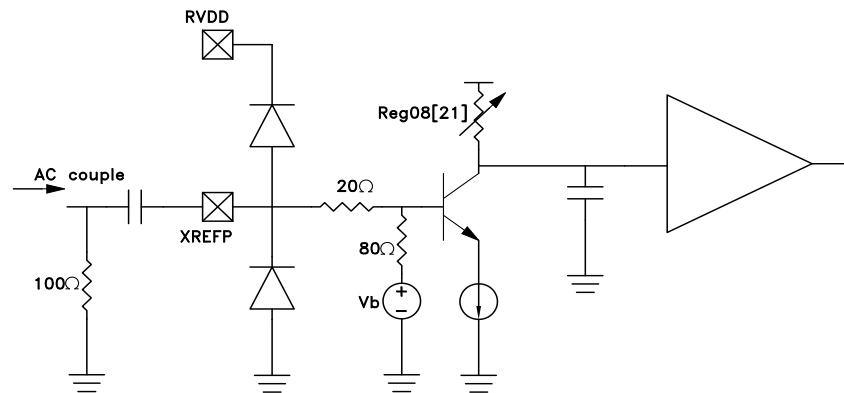 RVDD
Reg08[21]
AC couple
20Ω
XREFP
80Ω
100Ω
Vb
+
−